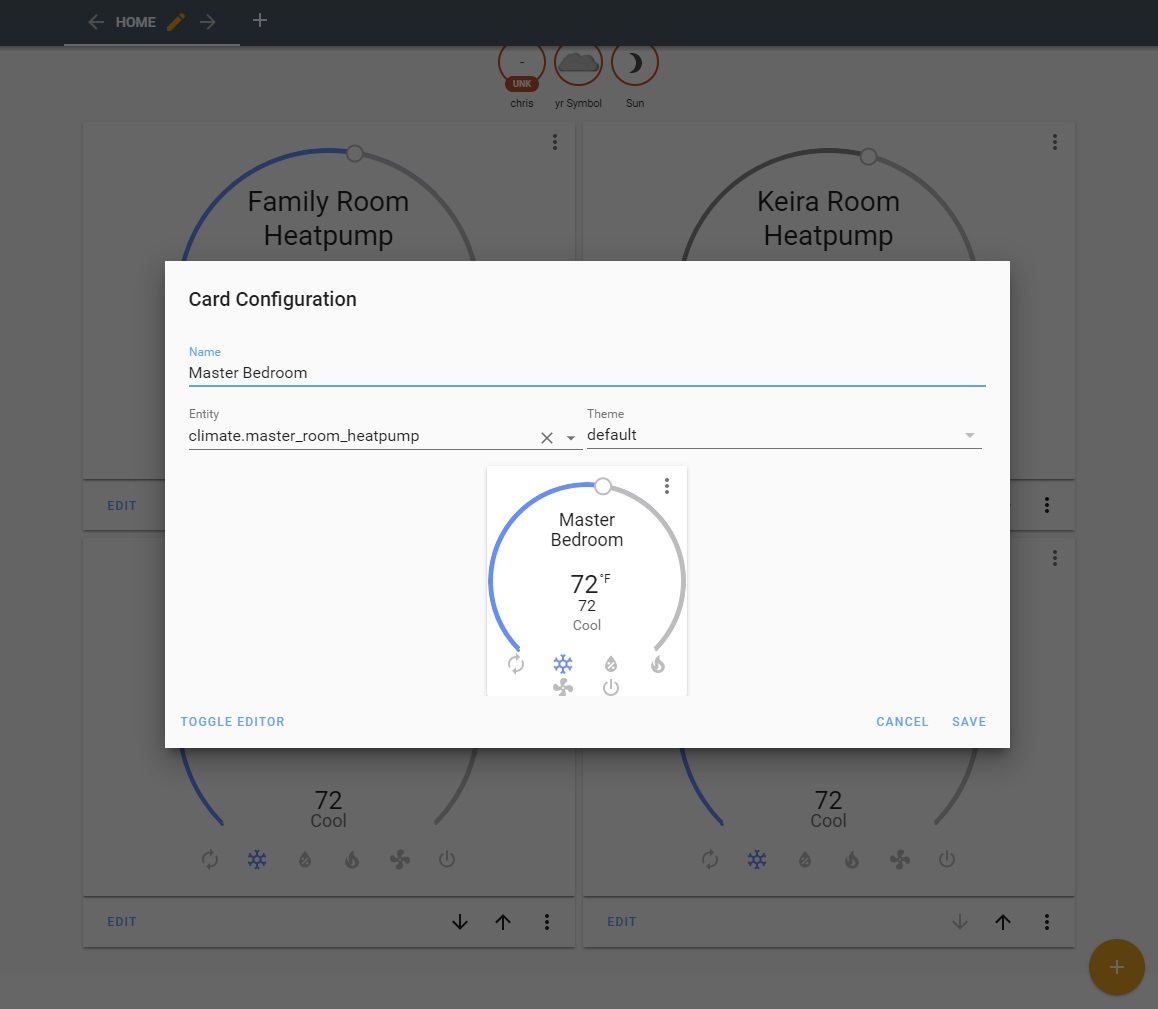 HOME
-
UNK
chris
yr Symbol
Sun
Family Room
Heatpump
Keira Room
Heatpump
Card Configuration
Name
Master Bedroom
Entity
climate.master_room_heatpump
Theme
default
Master
Bedroom
72°F
72
Cool
TOGGLE EDITOR
CANCEL
SAVE
EDIT
72
Cool
72
Cool
EDIT
EDIT